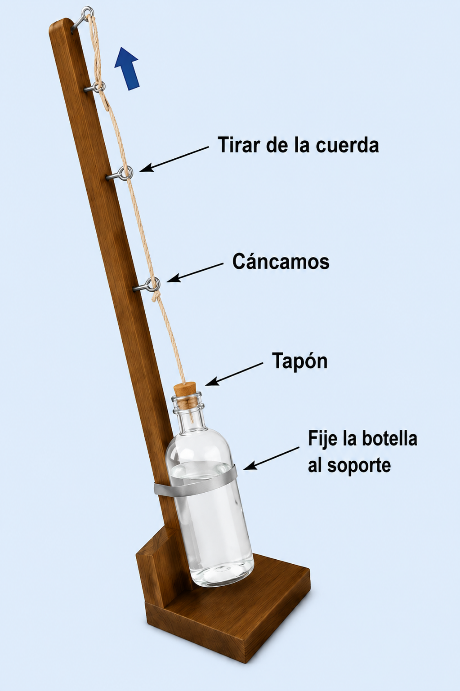 Tirar de la cuerda
Cáncamos
Tapón
Fije la botella
al soporte